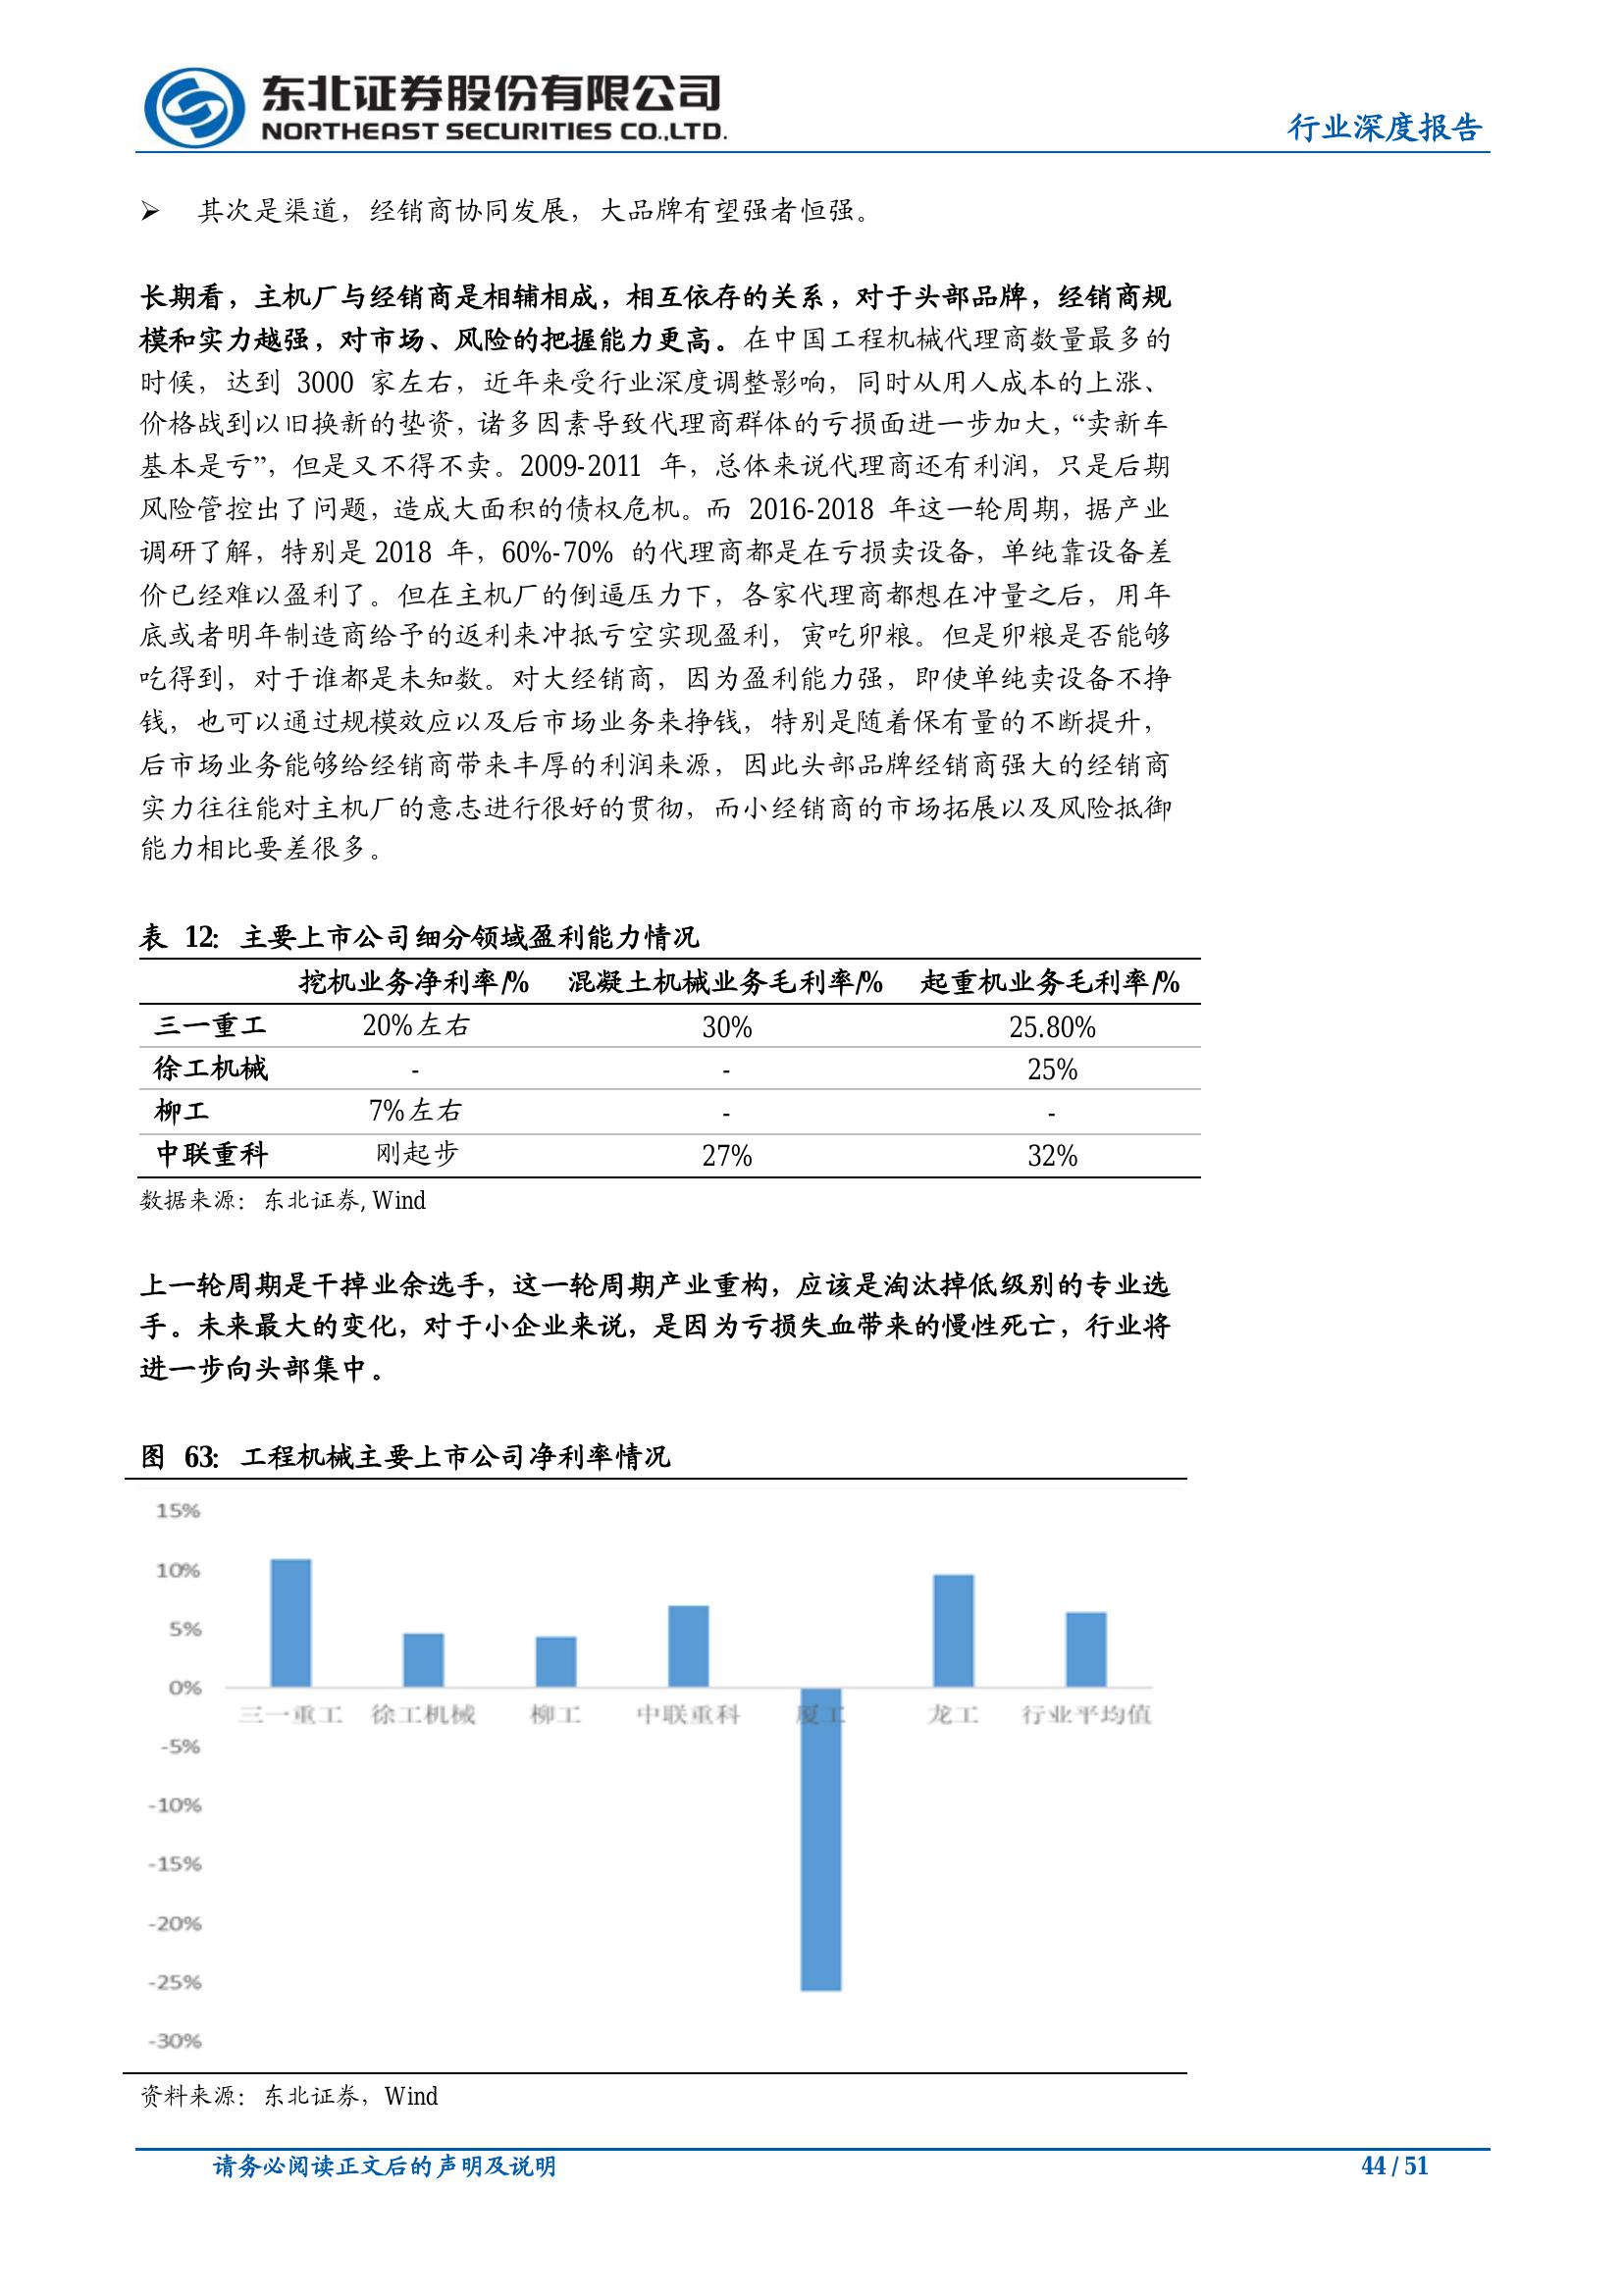 东北证券股份有限公司
NORTHEAST SECURITIES CO.,LTD.
行业深度报告
➢ 其次是渠道，经销商协同发展，大品牌有望强者恒强。
长期看，主机厂与经销商是相辅相成，相互依存的关系，对于头部品牌，经销商规
模和实力越强，对市场、风险的把握能力更高。在中国工程机械代理商数量最多的
时候，达到 3000 家左右，近年来受行业深度调整影响，同时从用人成本的上涨、
价格战到以旧换新的垫资，诸多因素导致代理商群体的亏损面进一步加大，“卖新车
基本是亏”，但是又不得不卖。2009-2011 年，总体来说代理商还有利润，只是后期
风险管控出了问题，造成大面积的债权危机。而 2016-2018 年这一轮周期，据产业
调研了解，特别是 2018 年，60%-70% 的代理商都是在亏损卖设备，单纯靠设备差
价已经难以盈利了。但在主机厂的倒逼压力下，各家代理商都想在冲量之后，用年
底或者明年制造商给予的返利来冲抵亏空实现盈利，寅吃卯粮。但是卯粮是否能够
吃得到，对于谁都是未知数。对大经销商，因为盈利能力强，即使单纯卖设备不挣
钱，也可以通过规模效应以及后市场业务来挣钱，特别是随着保有量的不断提升，
后市场业务能够给经销商带来丰厚的利润来源，因此头部品牌经销商强大的经销商
实力往往能对主机厂的意志进行很好的贯彻，而小经销商的市场拓展以及风险抵御
能力相比要差很多。
表 12: 主要上市公司细分领域盈利能力情况
挖机业务净利率/% 混凝土机械业务毛利率/% 起重机业务毛利率/%
三一重工 20%左右 30% 25.80%
徐工机械 - - 25%
柳工 7%左右 - -
中联重科 刚起步 27% 32%
数据来源：东北证券, Wind
上一轮周期是干掉业余选手，这一轮周期产业重构，应该是淘汰掉低级别的专业选
手。未来最大的变化，对于小企业来说，是因为亏损失血带来的慢性死亡，行业将
进一步向头部集中。
图 63: 工程机械主要上市公司净利率情况
15%
10%
5%
0%
三一重工 徐工机械 柳工 中联重科 厦工 龙工 行业平均值
-5%
-10%
-15%
-20%
-25%
-30%
资料来源：东北证券，Wind
请务必阅读正文后的声明及说明 44 / 51